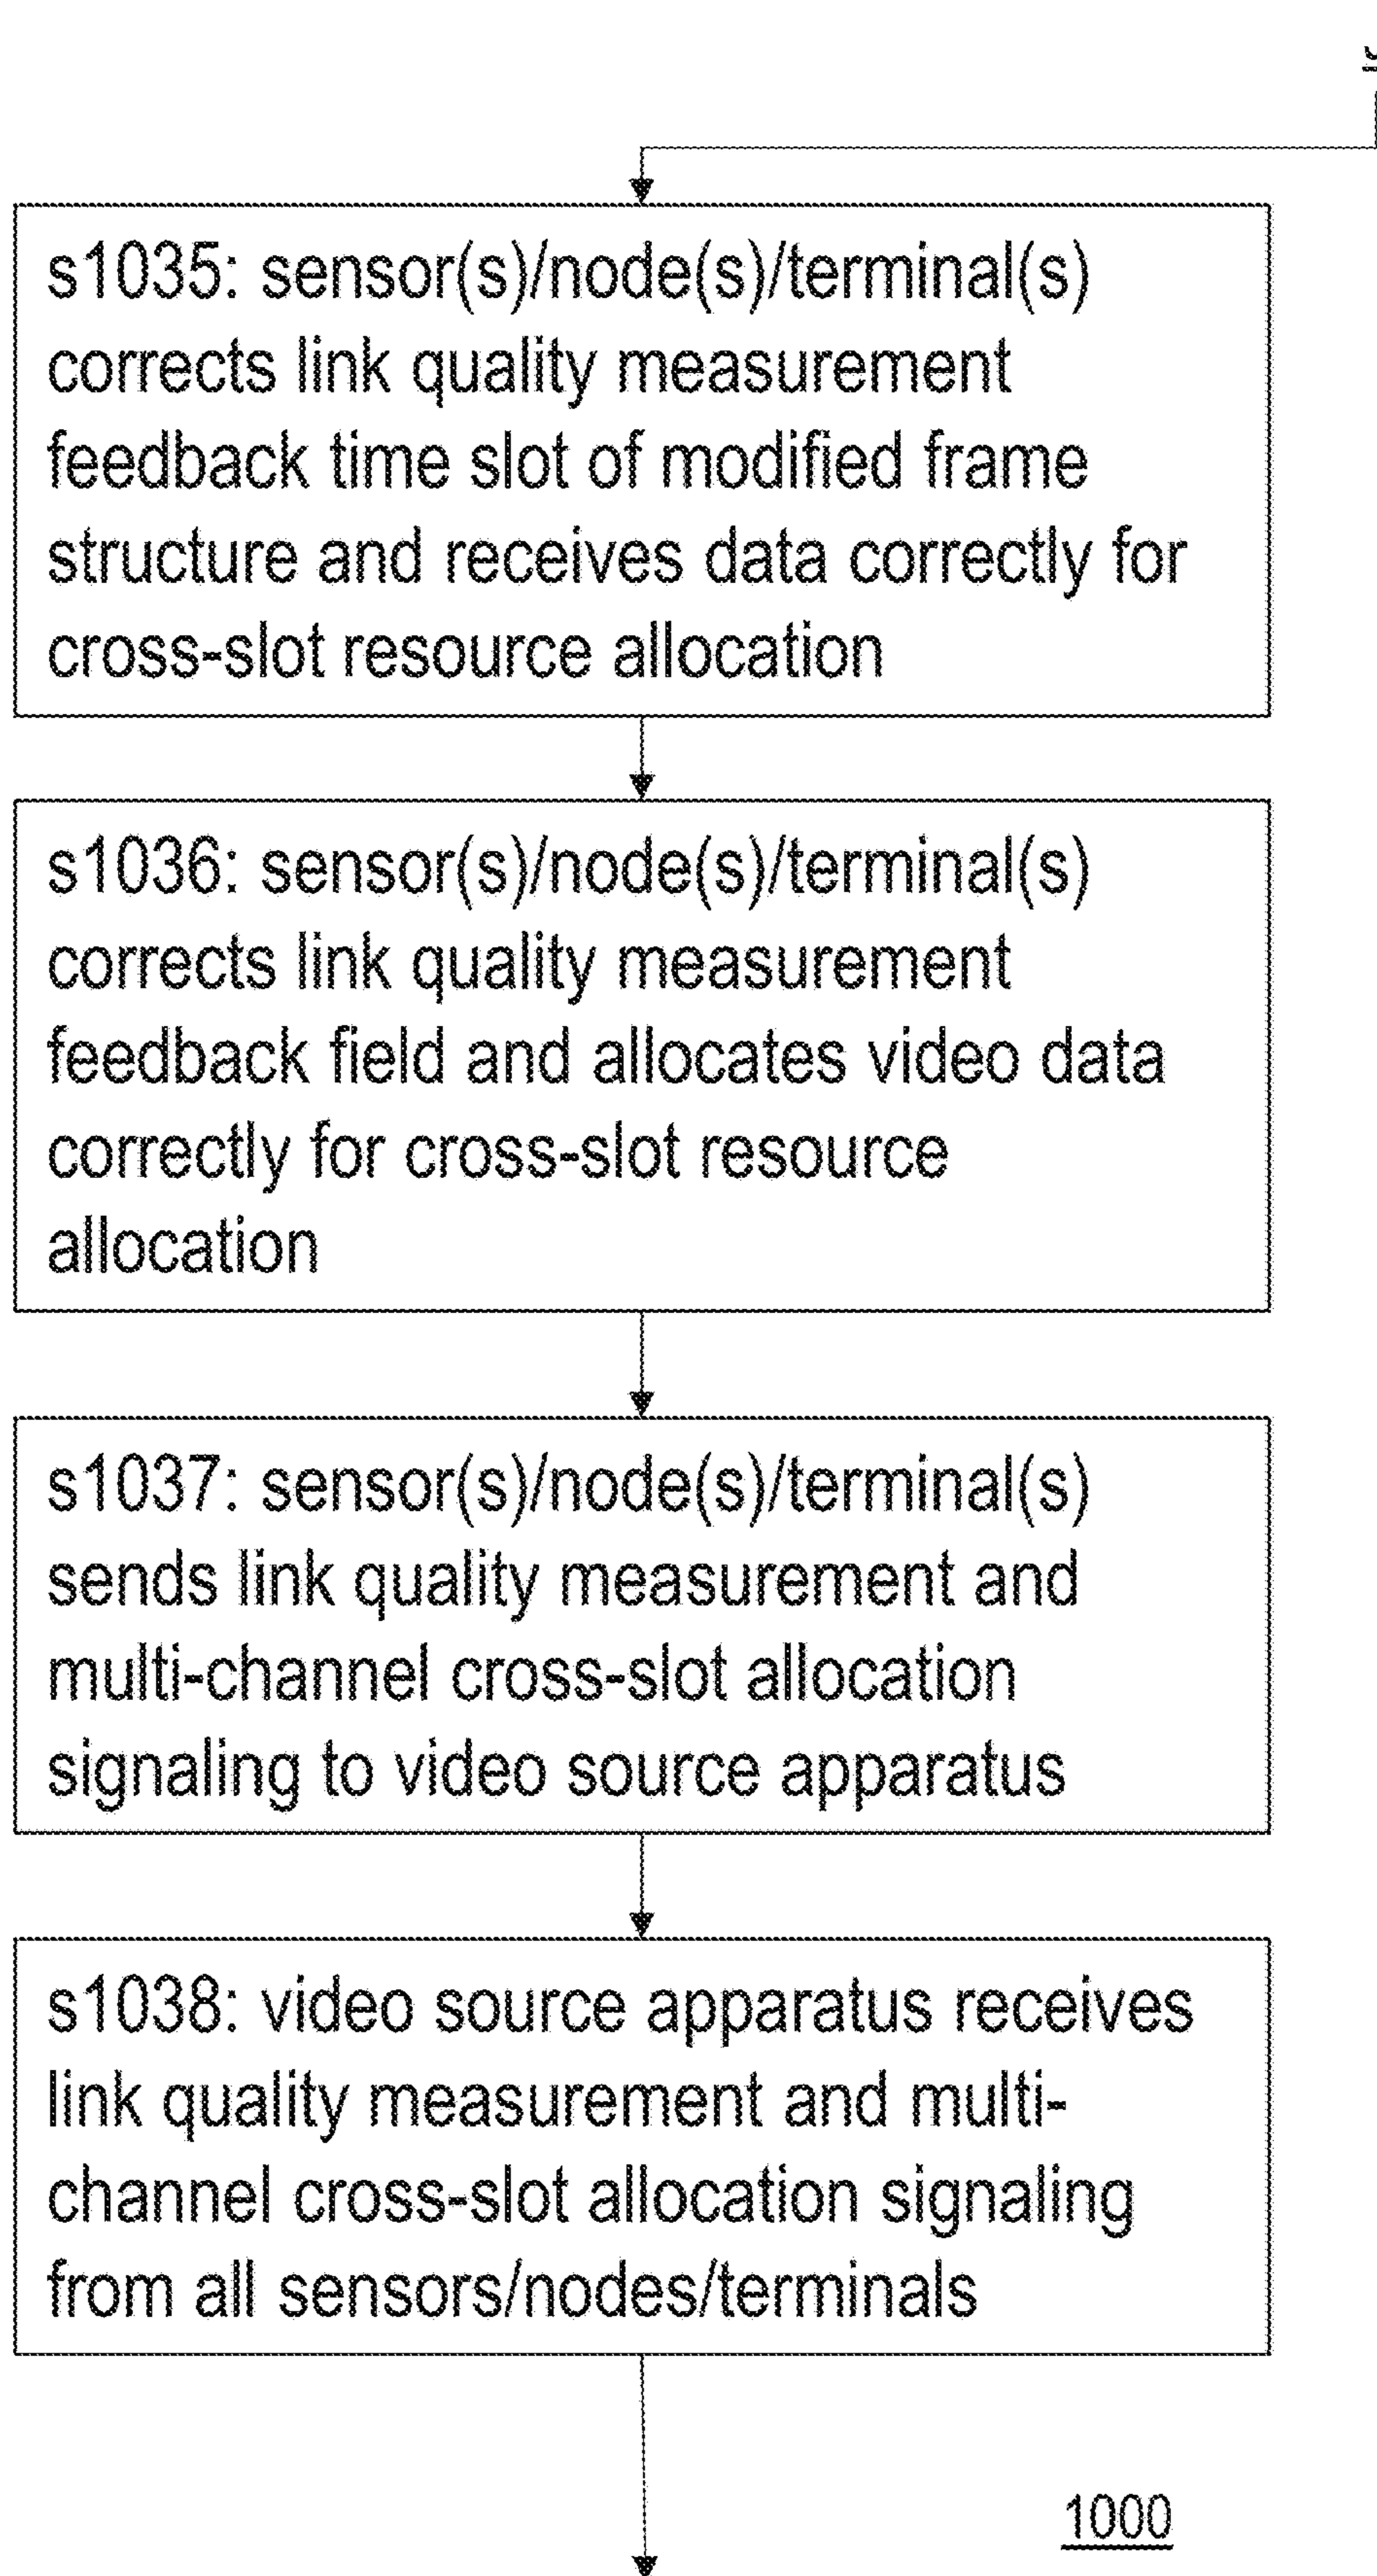 s1035: sensor(s)/node(s)/terminal(s)
corrects link quality measurement
feedback time slot of modified frame
structure and receives data correctly for
cross-slot resource allocation
s1036: sensor(s)/node(s)/terminal(s)
corrects link quality measurement
feedback field and allocates video data
correctly for cross-slot resource
allocation
s1037: sensor(s)/node(s)/terminal(s)
sends link quality measurement and
multi-channel cross-slot allocation
signaling to video source apparatus
s1038: video source apparatus receives
link quality measurement and multi-
channel cross-slot allocation signaling
from all sensors/nodes/terminals
1000